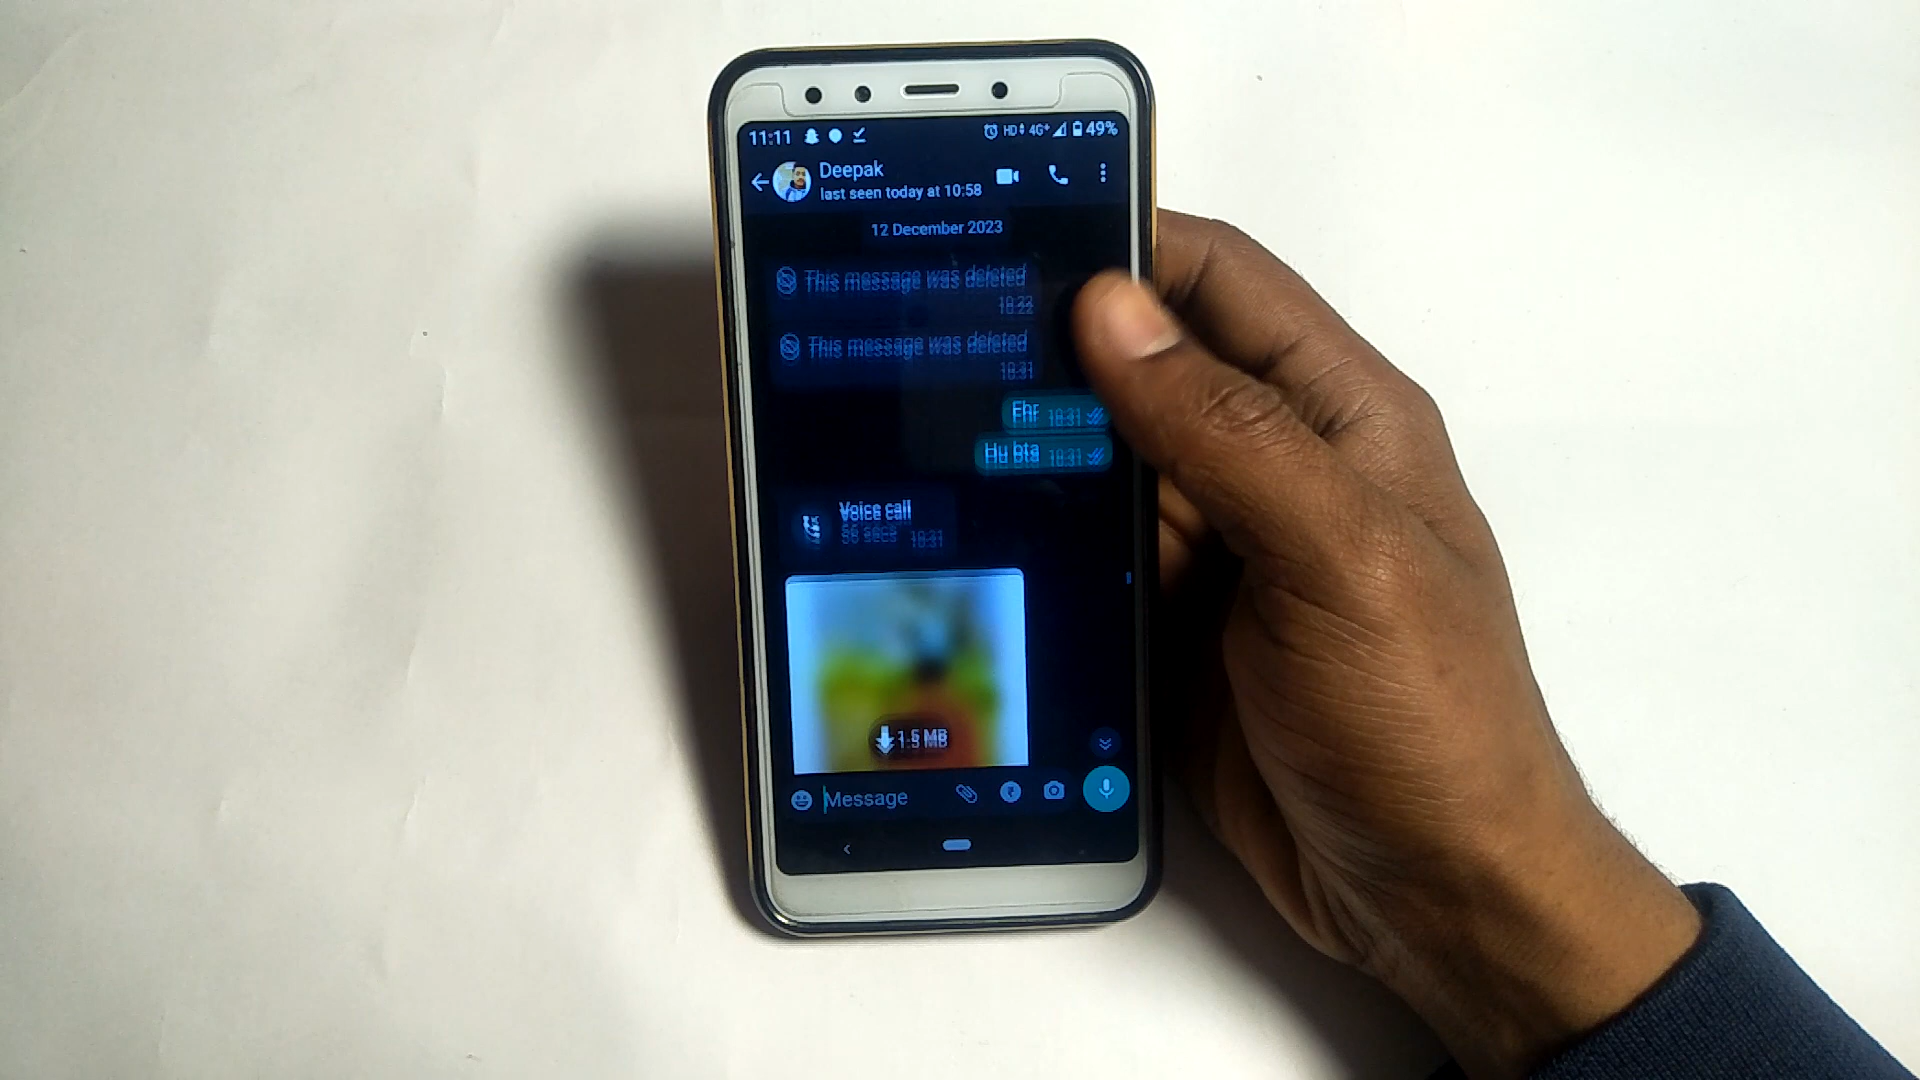 11:11 HD 4G+ 49%
Deepak
last seen today at 10:58
12 December 2023
This message was deleted
10:22
This message was deleted
10:31
Fhr 10:31
Hu bta 10:31
Voice call
56 secs 10:31
1.5 MB
Message